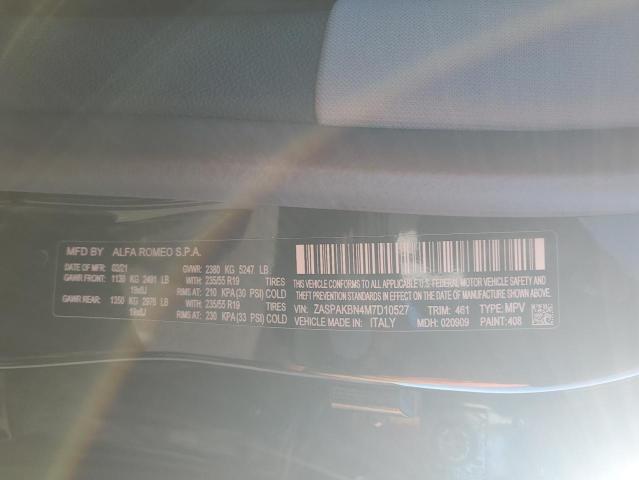 MFD BY ALFA ROMEO S.P.A.
DATE OF MFR: 02/21 GVWR: 2380 KG 5247 LB
GAWR FRONT: 1130 KG 2491 LB 235/55 R19 TIRES
19x8J RIMS AT 210 KPA (30 PSI) COLD
GAWR REAR: 1350 KG 2976 LB 235/55 R19 TIRES
19x8J RIMS AT 230 KPA (33 PSI) COLD
THIS VEHICLE CONFORMS TO ALL APPLICABLE U.S. FEDERAL MOTOR VEHICLE SAFETY
AND THEFT PREVENTION STANDARDS IN EFFECT ON THE DATE OF MANUFACTURE SHOWN ABOVE
VIN: ZASPAKBN4M7D10527 TRIM: 461 TYPE: MPV
VEHICLE MADE IN: ITALY MDH: 020909 PAINT: 408